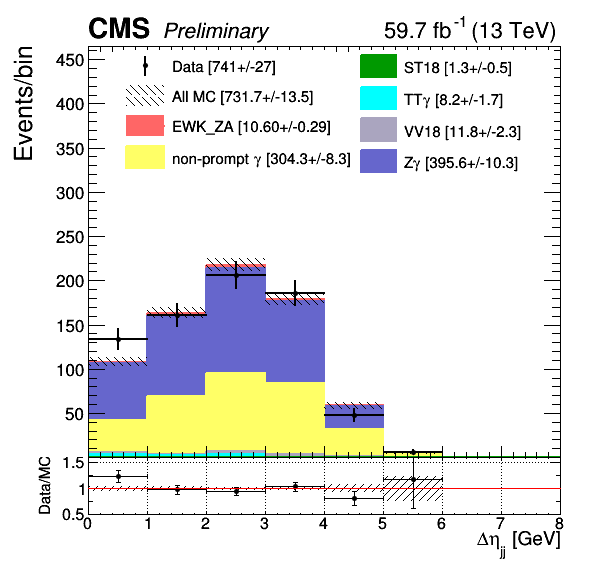 CMS Preliminary 59.7 fb⁻¹ (13 TeV)
Events/bin
450
400
350
300
250
200
150
100
50
Data [741+/-27]
All MC [731.7+/-13.5]
EWK_ZA [10.60+/-0.29]
non-prompt γ [304.3+/-8.3]
ST18 [1.3+/-0.5]
TTγ [8.2+/-1.7]
VV18 [11.8+/-2.3]
Zγ [395.6+/-10.3]
Data/MC
1.5
1
0.5
0 1 2 3 4 5 6 7 8
Δη_jj [GeV]